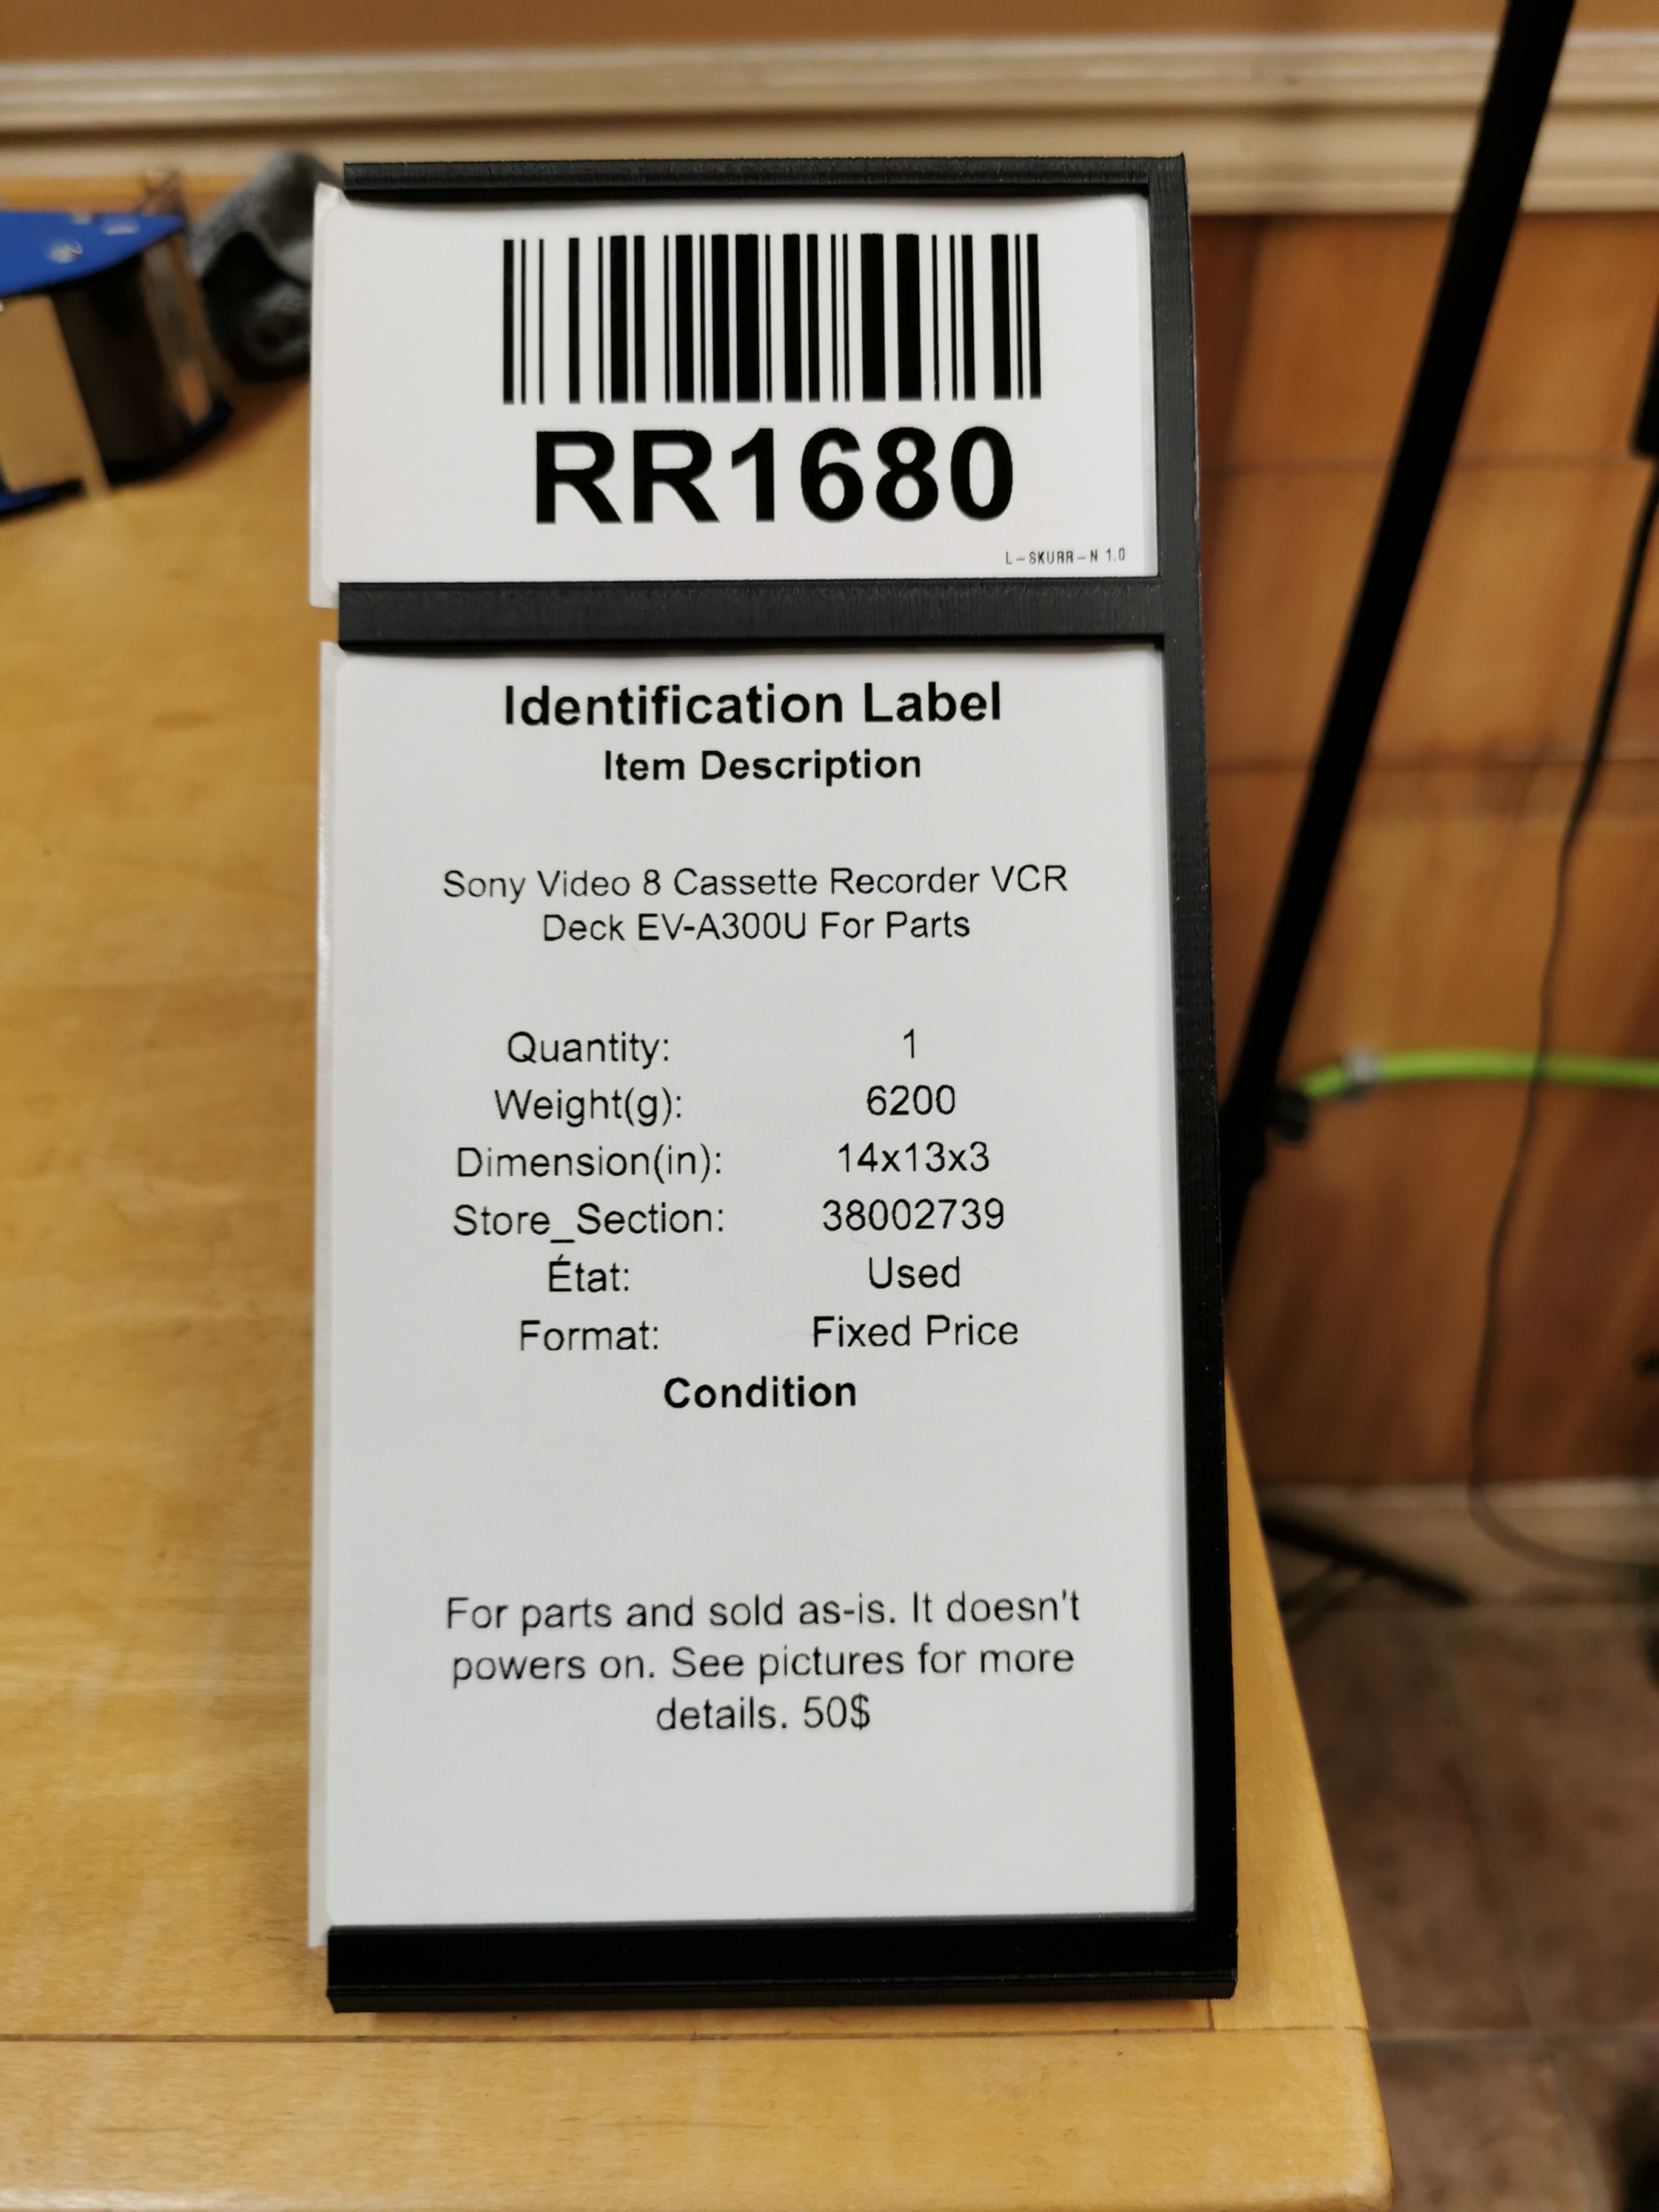 RR1680
L-SKURR-N 1.0
Identification Label
Item Description
Sony Video 8 Cassette Recorder VCR
Deck EV-A300U For Parts
Quantity: 1
Weight(g): 6200
Dimension(in): 14x13x3
Store_Section: 38002739
État: Used
Format: Fixed Price
Condition
For parts and sold as-is. It doesn't
powers on. See pictures for more
details. 50$